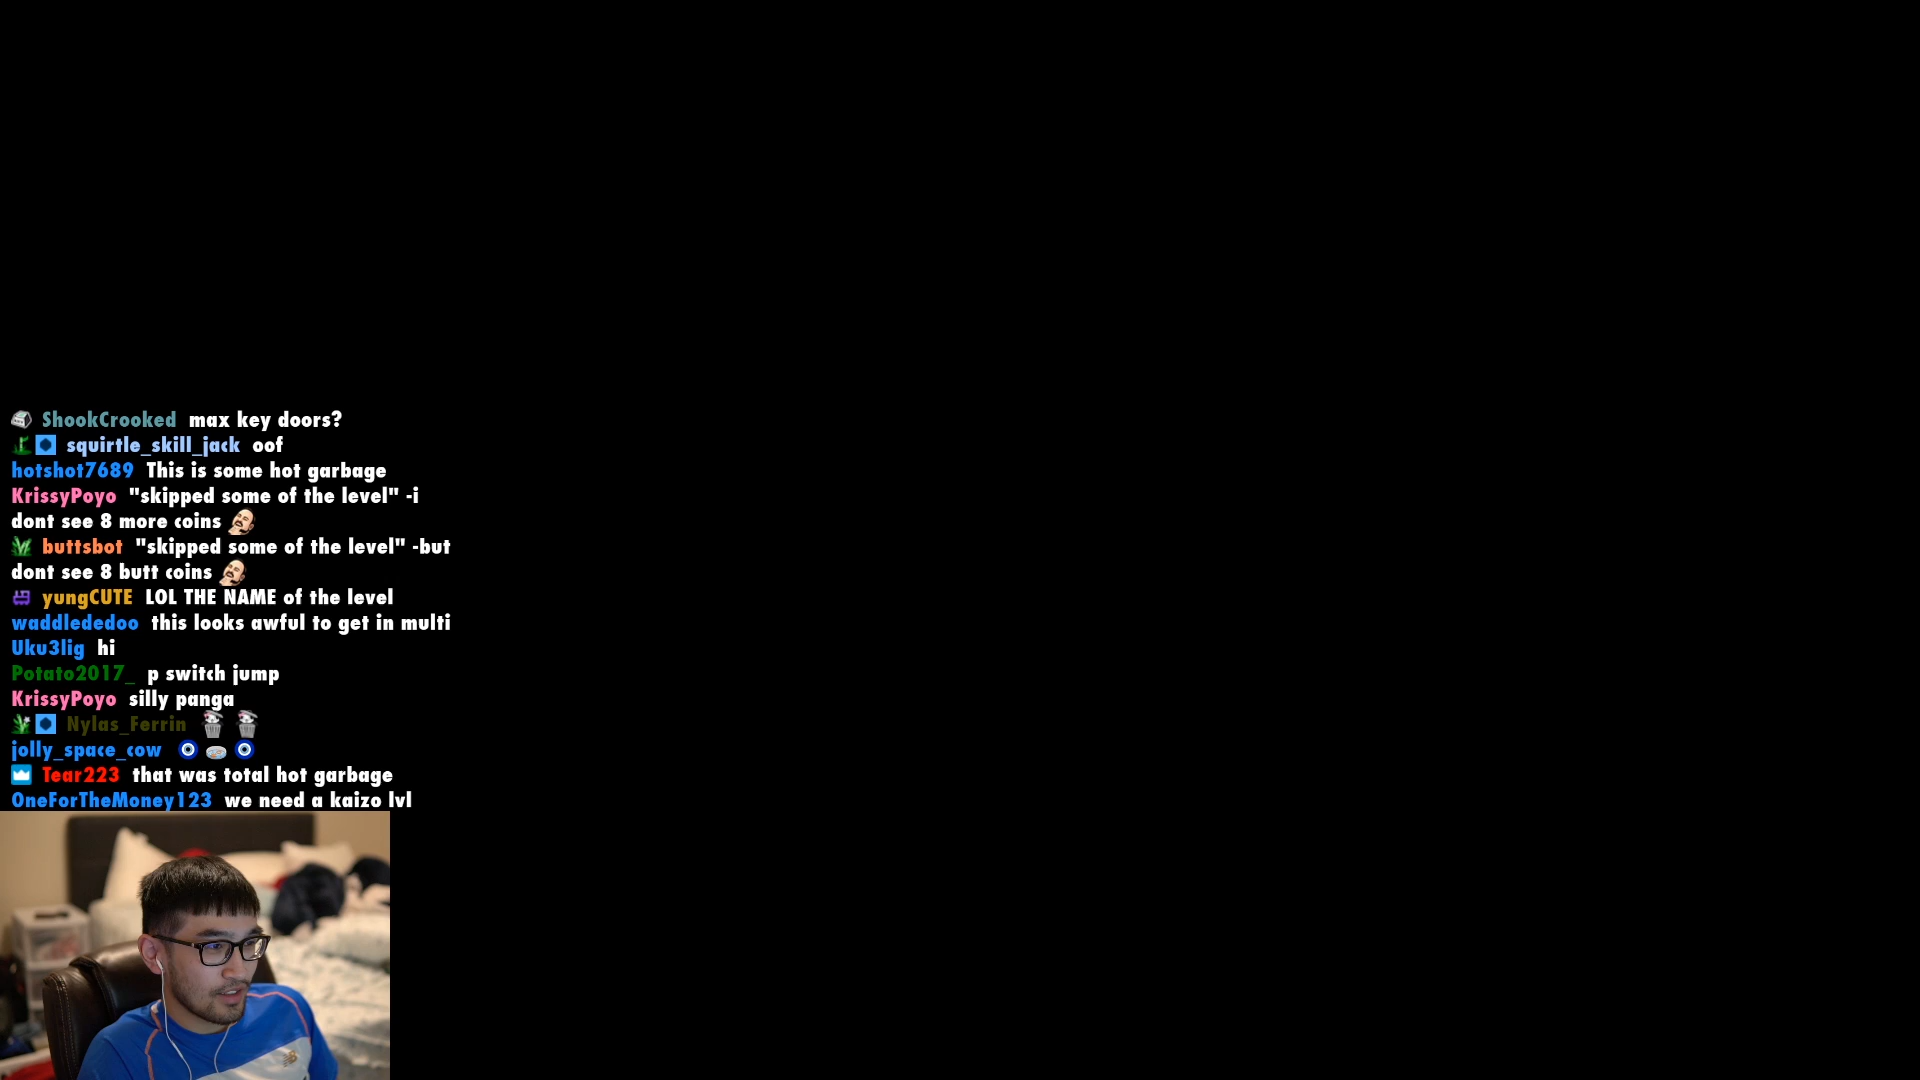 ShookCrooked max key doors?
squirtle_skill_jack oof
hotshot7689 This is some hot garbage
KrissyPoyo "skipped some of the level" -i
dont see 8 more coins
buttsbot "skipped some of the level" -but
dont see 8 butt coins
yungCUTE LOL THE NAME of the level
waddlededoo this looks awful to get in multi
Uku3lig hi
Potato2017_ p switch jump
KrissyPoyo silly panga
Nylas_Ferrin
jolly_space_cow
Tear223 that was total hot garbage
OneForTheMoney123 we need a kaizo lvl